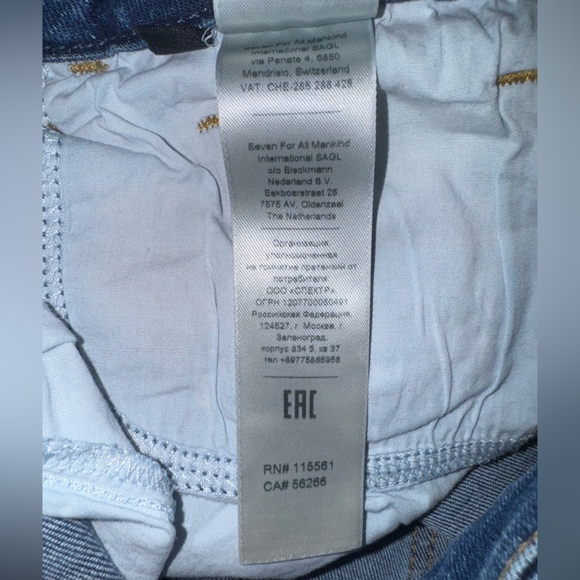 Seven For All Mankind
International SAGL
via Penate 4, 6850
Mendrisio, Switzerland
VAT: CHE-285 288 425
Seven For All Mankind
International SAGL
c/o Bleckmann
Nederland B.V.
Eekboerstraat 25
7575 AV, Oldenzaal
The Netherlands
Организация,
уполномоченная
на принятие претензий от
потребителя:
ООО «СПЕКТР»
ОГРН 1207700080491
Российская Федерация,
124527, г. Москва, г.
Зеленоград,
корпус 834 б, кв 37
тел +89775865958
EAC
RN# 115561
CA# 56266